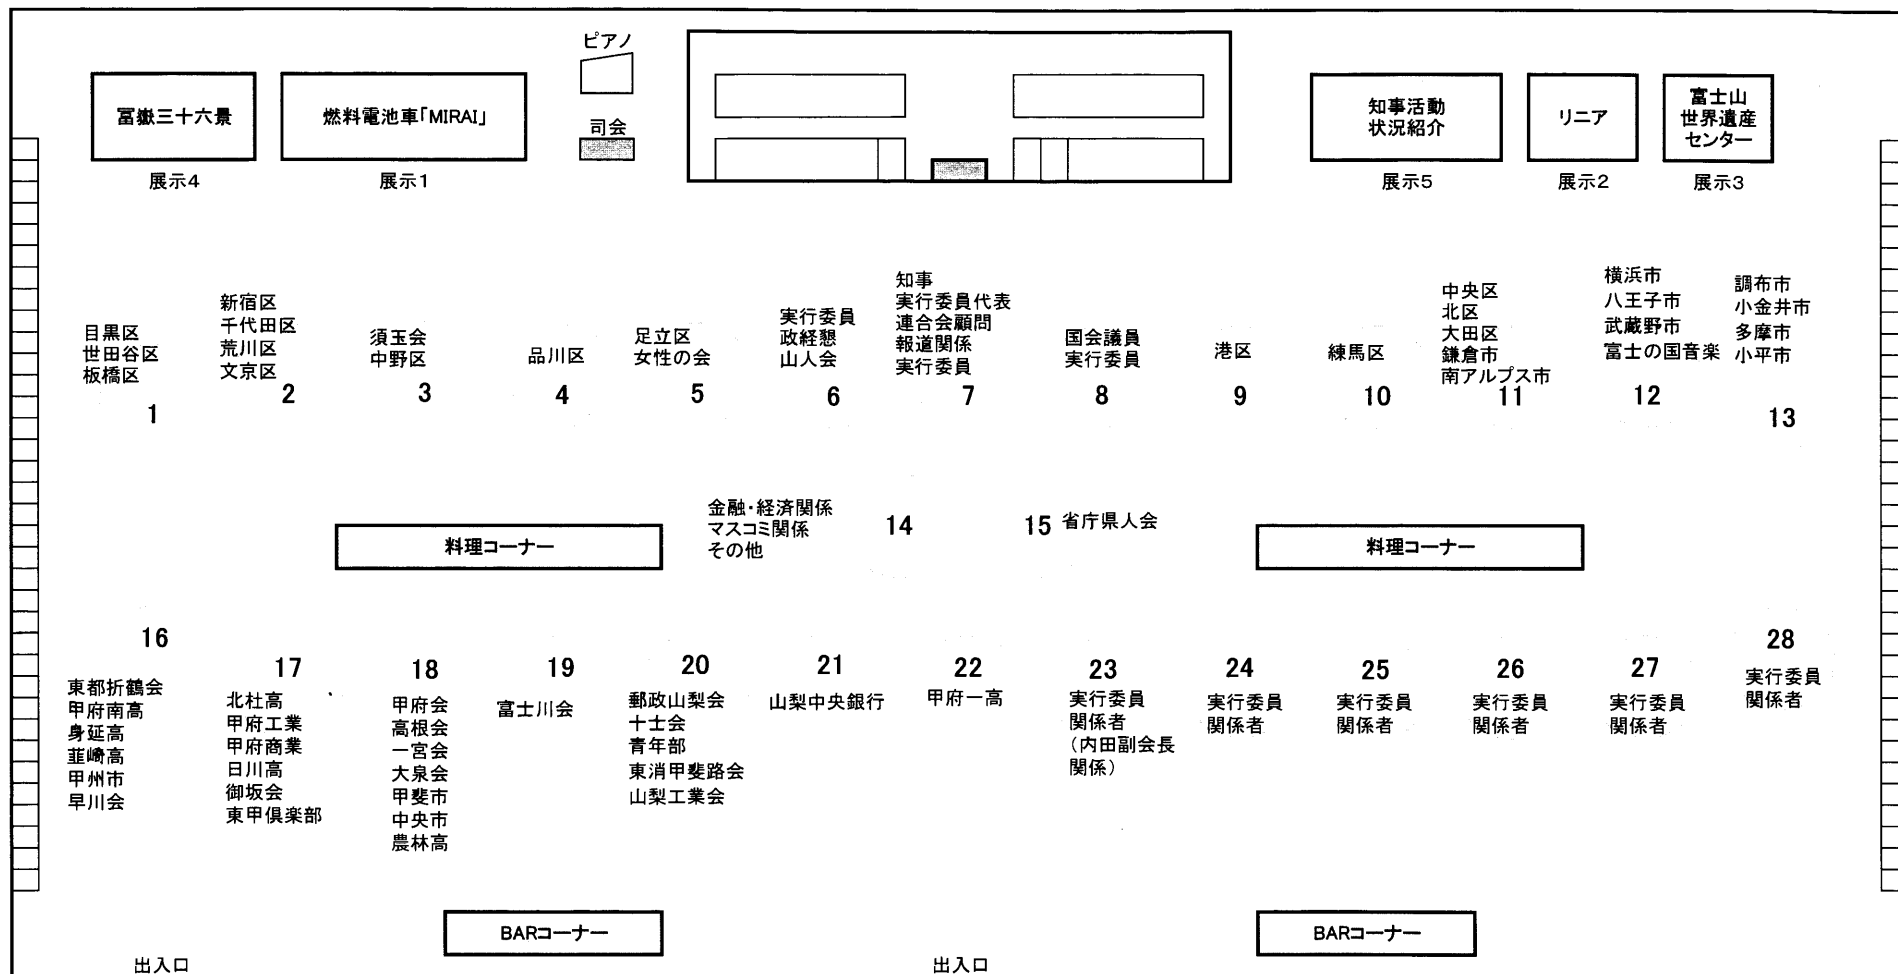 ピアノ
司会
冨嶽三十六景
展示4
燃料電池車「MIRAI」
展示1
知事活動
状況紹介
展示5
リニア
展示2
富士山
世界遺産
センター
展示3
目黒区
世田谷区
板橋区
1
新宿区
千代田区
荒川区
文京区
2
須玉会
中野区
3
品川区
4
足立区
女性の会
5
実行委員
政経懇
山人会
6
知事
実行委員代表
連合会顧問
報道関係
実行委員
7
国会議員
実行委員
8
港区
9
練馬区
10
中央区
北区
大田区
鎌倉市
南アルプス市
11
横浜市
八王子市
武蔵野市
富士の国音楽
12
調布市
小金井市
多摩市
小平市
13
料理コーナー
金融・経済関係
マスコミ関係
その他
14
15
省庁県人会
料理コーナー
16
東都折鶴会
甲府南高
身延高
韮崎高
甲州市
早川会
17
北杜高
甲府工業
甲府商業
日川高
御坂会
東甲倶楽部
18
甲府会
高根会
一宮会
大泉会
甲斐市
中央市
農林高
19
富士川会
20
郵政山梨会
十士会
青年部
東消甲斐路会
山梨工業会
21
山梨中央銀行
22
甲府一高
23
実行委員
関係者
(内田副会長
関係)
24
実行委員
関係者
25
実行委員
関係者
26
実行委員
関係者
27
実行委員
関係者
28
実行委員
関係者
BARコーナー
BARコーナー
出入口
出入口